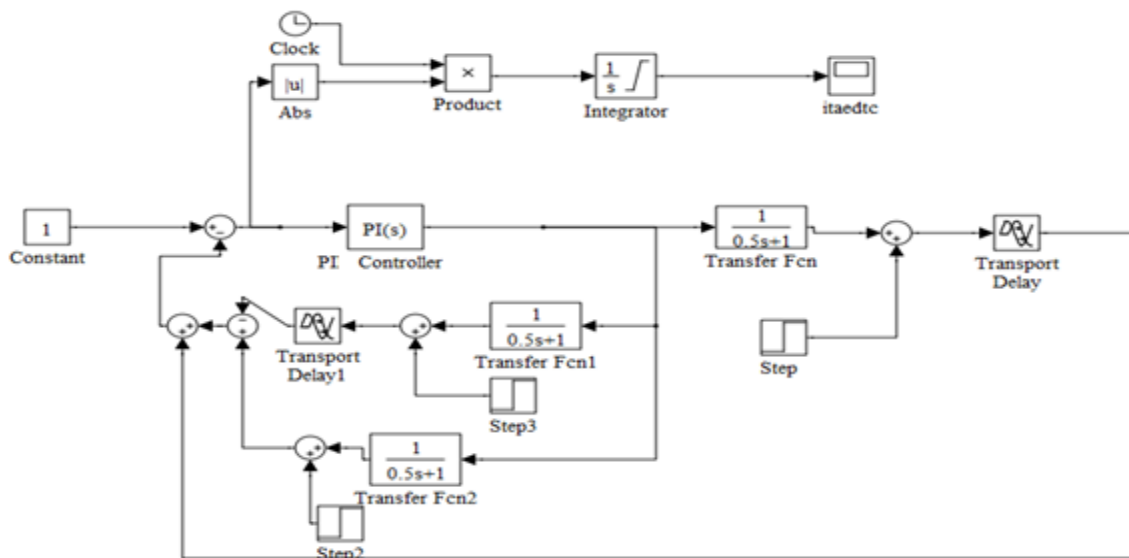 Clock
|u|
Abs
×
Product
1
s
Integrator
itaedtc
1
Constant
PI(s)
PI Controller
1
0.5s+1
Transfer Fcn
Transport
Delay
Step
1
0.5s+1
Transfer Fcn1
Transport
Delay1
Step3
1
0.5s+1
Transfer Fcn2
Step2